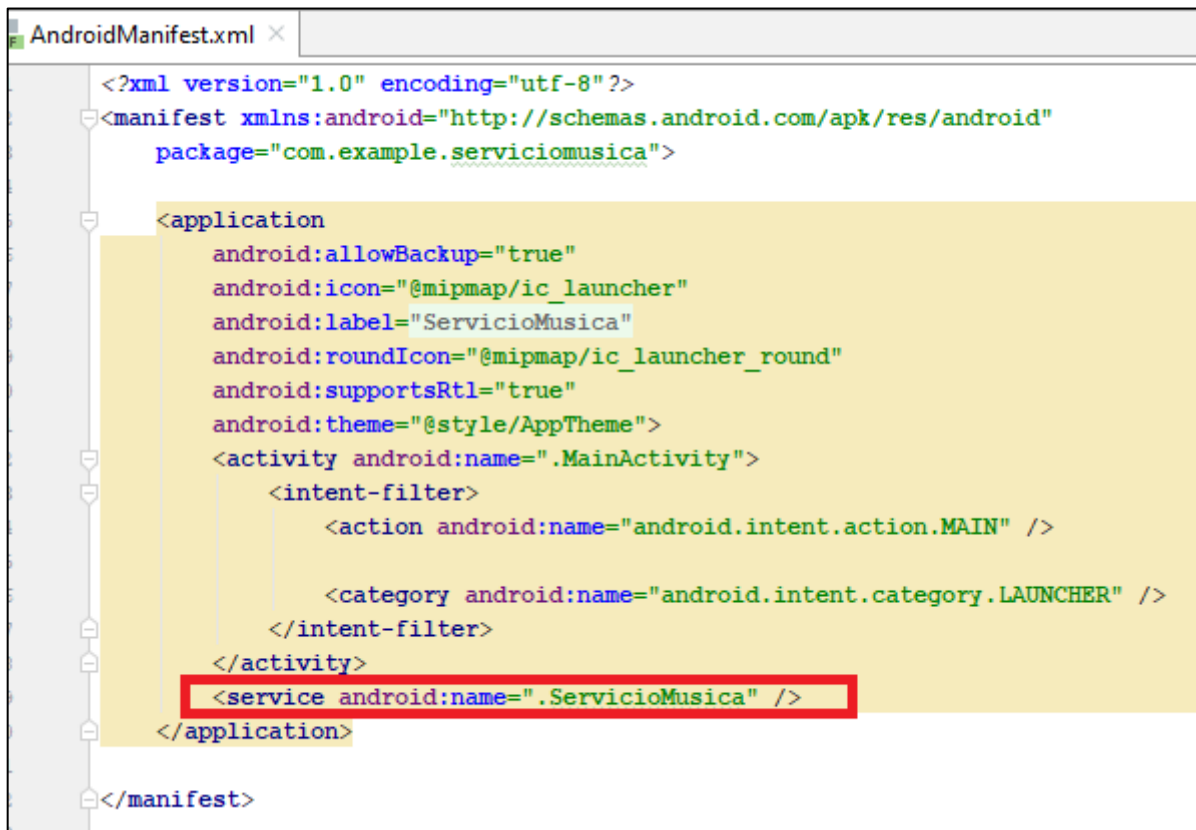 AndroidManifest.xml
<?xml version="1.0" encoding="utf-8"?>
<manifest xmlns:android="http://schemas.android.com/apk/res/android"
    package="com.example.serviciomusica">

    <application
        android:allowBackup="true"
        android:icon="@mipmap/ic_launcher"
        android:label="ServicioMusica"
        android:roundIcon="@mipmap/ic_launcher_round"
        android:supportsRtl="true"
        android:theme="@style/AppTheme">
        <activity android:name=".MainActivity">
            <intent-filter>
                <action android:name="android.intent.action.MAIN" />

                <category android:name="android.intent.category.LAUNCHER" />
            </intent-filter>
        </activity>
        <service android:name=".ServicioMusica" />
    </application>

</manifest>